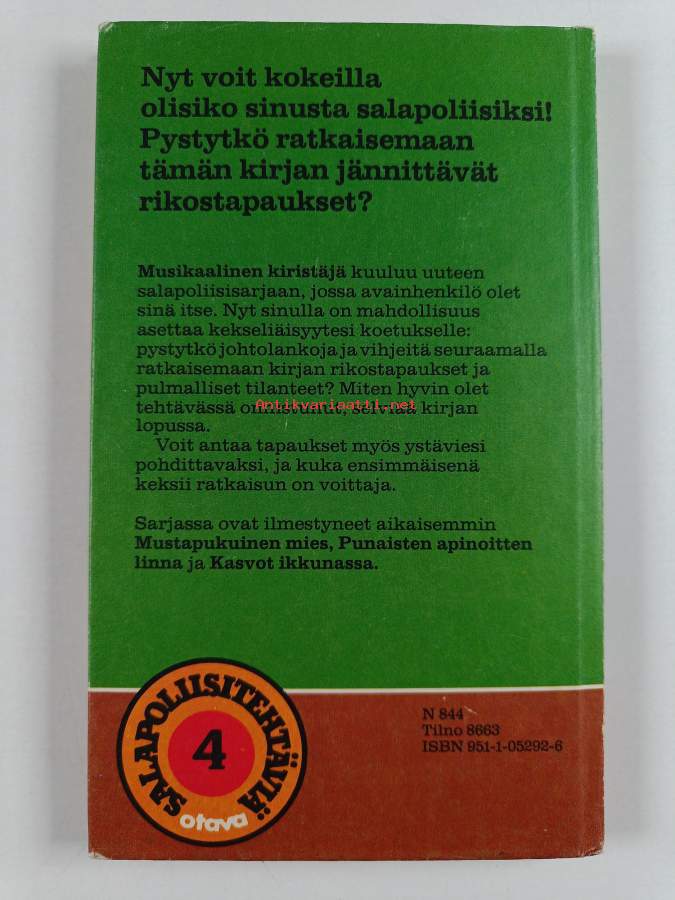 Nyt voit kokeilla
olisiko sinusta salapoliisiksi!
Pystytkö ratkaisemaan
tämän kirjan jännittävät
rikostapaukset?
Musikaalinen kiristäjä kuuluu uuteen
salapoliisisarjaan, jossa avainhenkilö olet
sinä itse. Nyt sinulla on mahdollisuus
asettaa kekseliäisyytesi koetukselle:
pystytkö johtolankoja ja vihjeitä seuraamalla
ratkaisemaan kirjan rikostapaukset ja
pulmalliset tilanteet? Miten hyvin olet
Antikvariaatti.net
tehtävässä onnistunut, selviää kirjan
lopussa.
Voit antaa tapaukset myös ystäviesi
pohdittavaksi, ja kuka ensimmäisenä
keksii ratkaisun on voittaja.
Sarjassa ovat ilmestyneet aikaisemmin
Mustapukuinen mies, Punaisten apinoitten
linna ja Kasvot ikkunassa.
SALAPOLIISITEHTÄVIÄ
4
otava
N 844
Tilno 8663
ISBN 951-1-05292-6